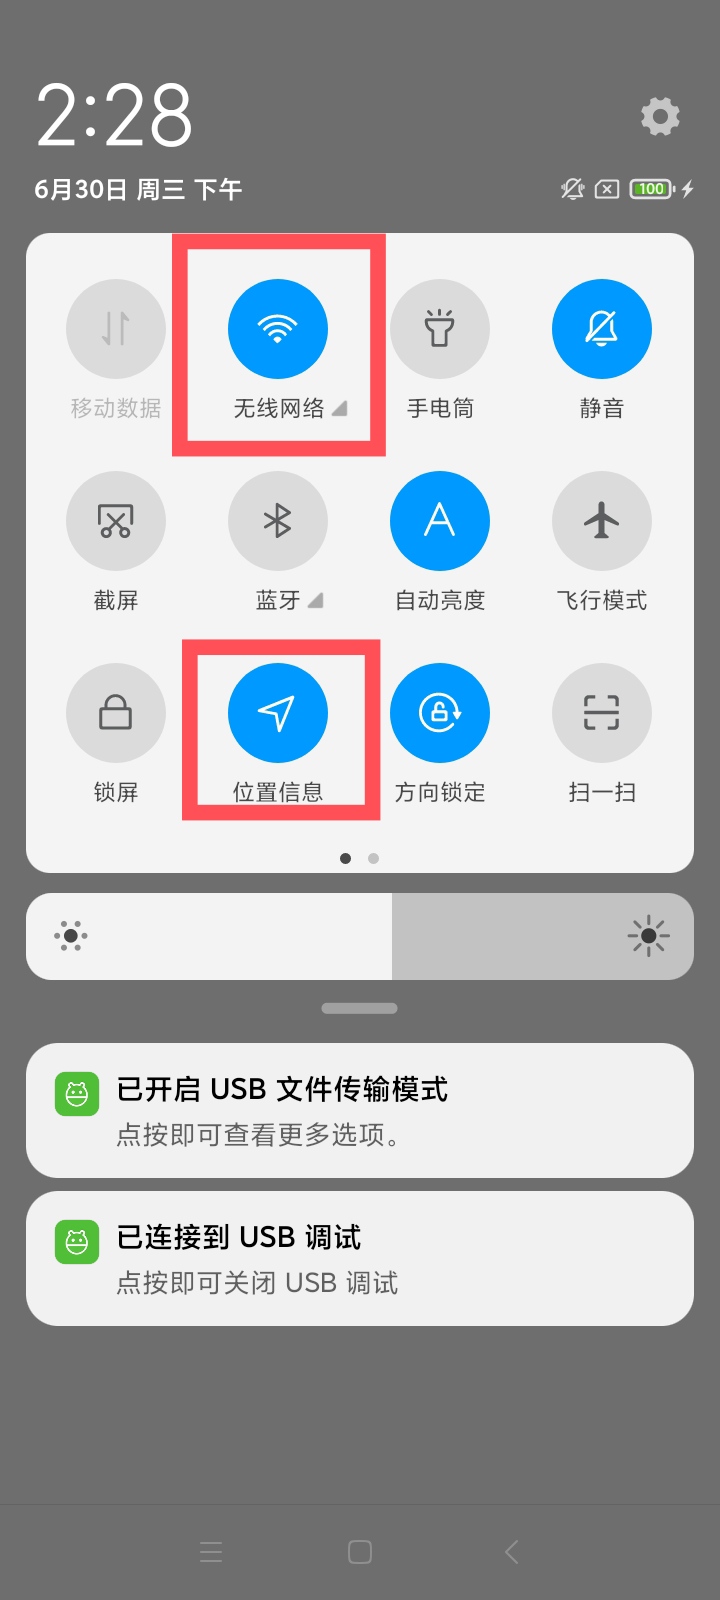 2:28
6月30日 周三 下午
100
移动数据 无线网络 手电筒 静音
截屏 蓝牙 自动亮度 飞行模式
锁屏 位置信息 方向锁定 扫一扫
已开启 USB 文件传输模式
点按即可查看更多选项。
已连接到 USB 调试
点按即可关闭 USB 调试